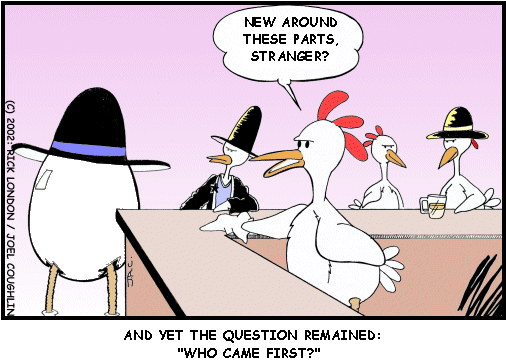 NEW AROUND
THESE PARTS,
STRANGER?
(C) 2002: RICK LONDON / JOEL COUGHLIN
J.A.C.
AND YET THE QUESTION REMAINED:
"WHO CAME FIRST?"